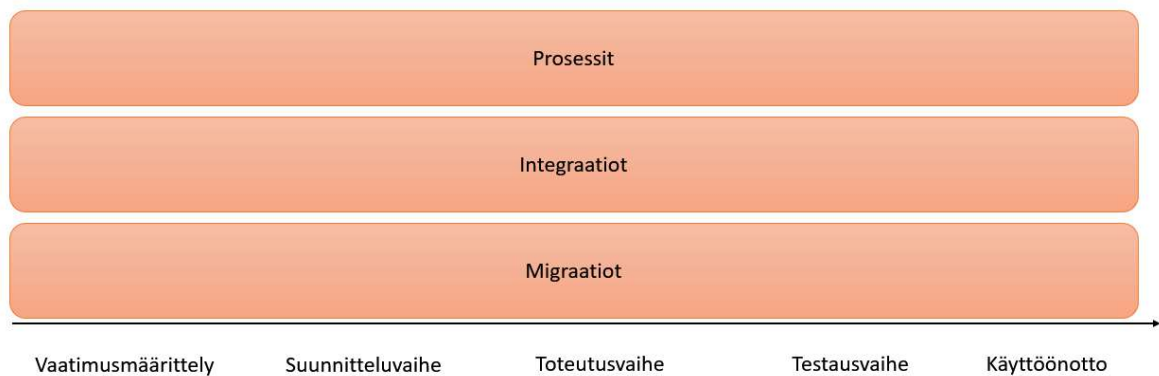 Prosessit
Integraatiot
Migraatiot
Vaatimusmäärittely Suunnitteluvaihe Toteutusvaihe Testausvaihe Käyttöönotto